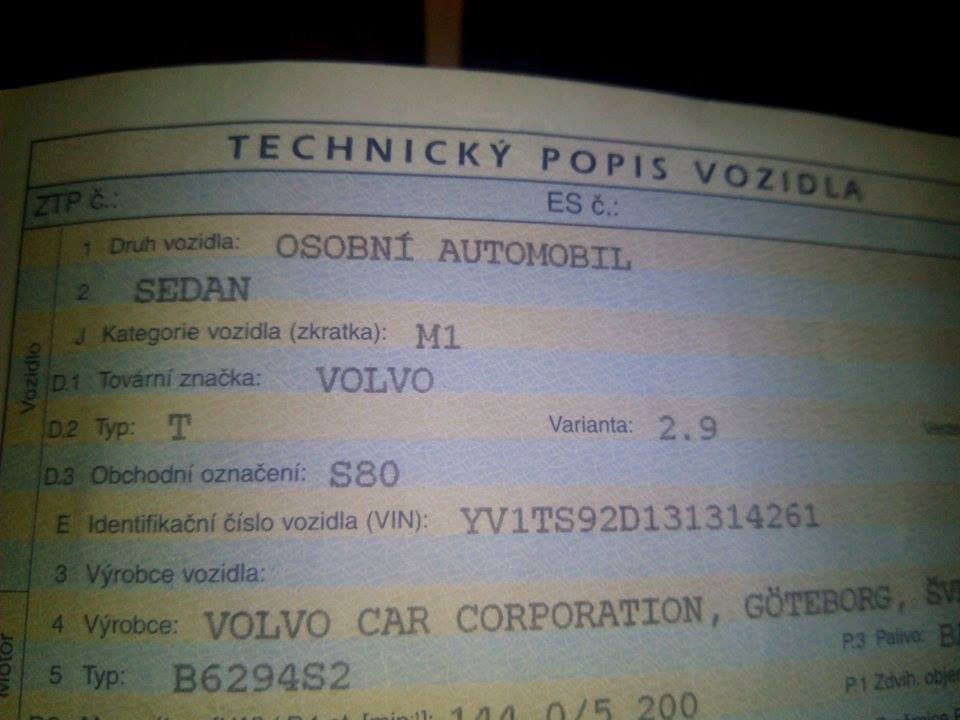 TECHNICKÝ POPIS VOZIDLA
ZTP č.: ES č.:
Vozidlo
1 Druh vozidla: OSOBNÍ AUTOMOBIL
2 SEDAN
J Kategorie vozidla (zkratka): M1
D.1 Tovární značka: VOLVO
D.2 Typ: T Varianta: 2.9
D.3 Obchodní označení: S80
E Identifikační číslo vozidla (VIN): YV1TS92D131314261
3 Výrobce vozidla:
Motor
4 Výrobce: VOLVO CAR CORPORATION, GÖTEBORG,
P.3 Palivo:
5 Typ: B6294S2
P.1 Zdvih.
144.0/5 200